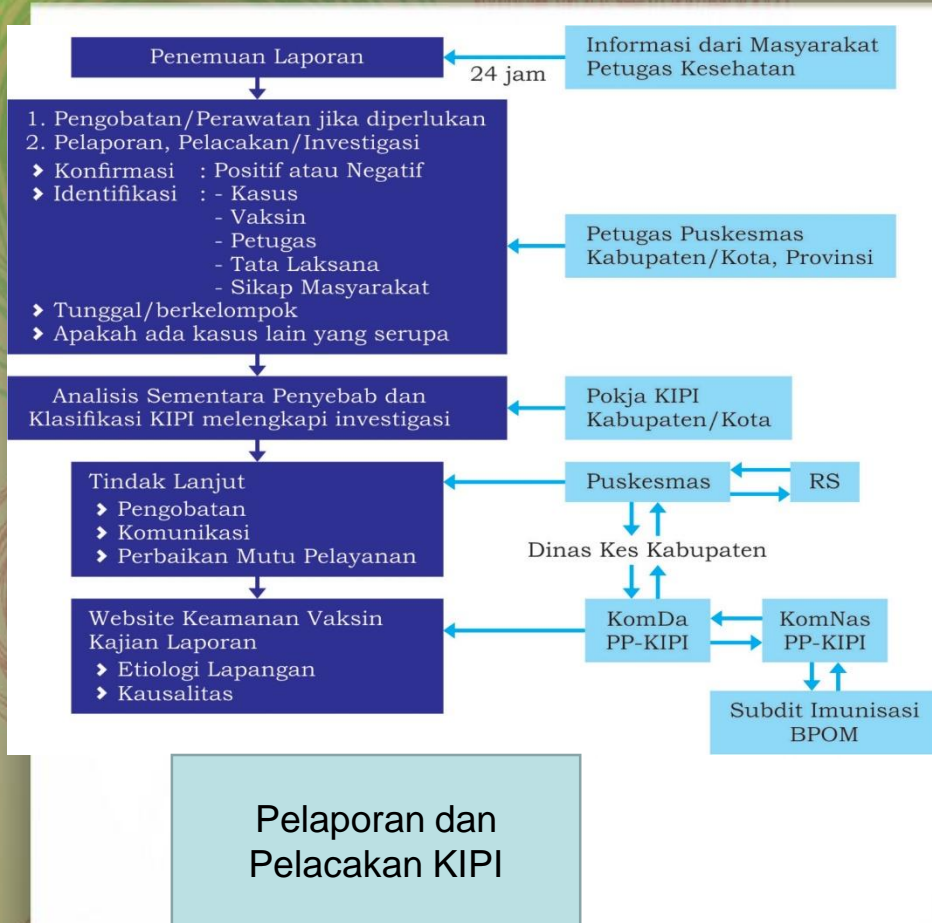 Penemuan Laporan
24 jam
Informasi dari Masyarakat
Petugas Kesehatan
1. Pengobatan/Perawatan jika diperlukan
2. Pelaporan, Pelacakan/Investigasi
➤ Konfirmasi : Positif atau Negatif
➤ Identifikasi : - Kasus
- Vaksin
- Petugas
- Tata Laksana
- Sikap Masyarakat
➤ Tunggal/berkelompok
➤ Apakah ada kasus lain yang serupa
Petugas Puskesmas
Kabupaten/Kota, Provinsi
Analisis Sementara Penyebab dan
Klasifikasi KIPI melengkapi investigasi
Pokja KIPI
Kabupaten/Kota
Tindak Lanjut
➤ Pengobatan
➤ Komunikasi
➤ Perbaikan Mutu Pelayanan
Puskesmas
RS
Dinas Kes Kabupaten
Website Keamanan Vaksin
Kajian Laporan
➤ Etiologi Lapangan
➤ Kausalitas
KomDa
PP-KIPI
KomNas
PP-KIPI
Subdit Imunisasi
BPOM
Pelaporan dan
Pelacakan KIPI